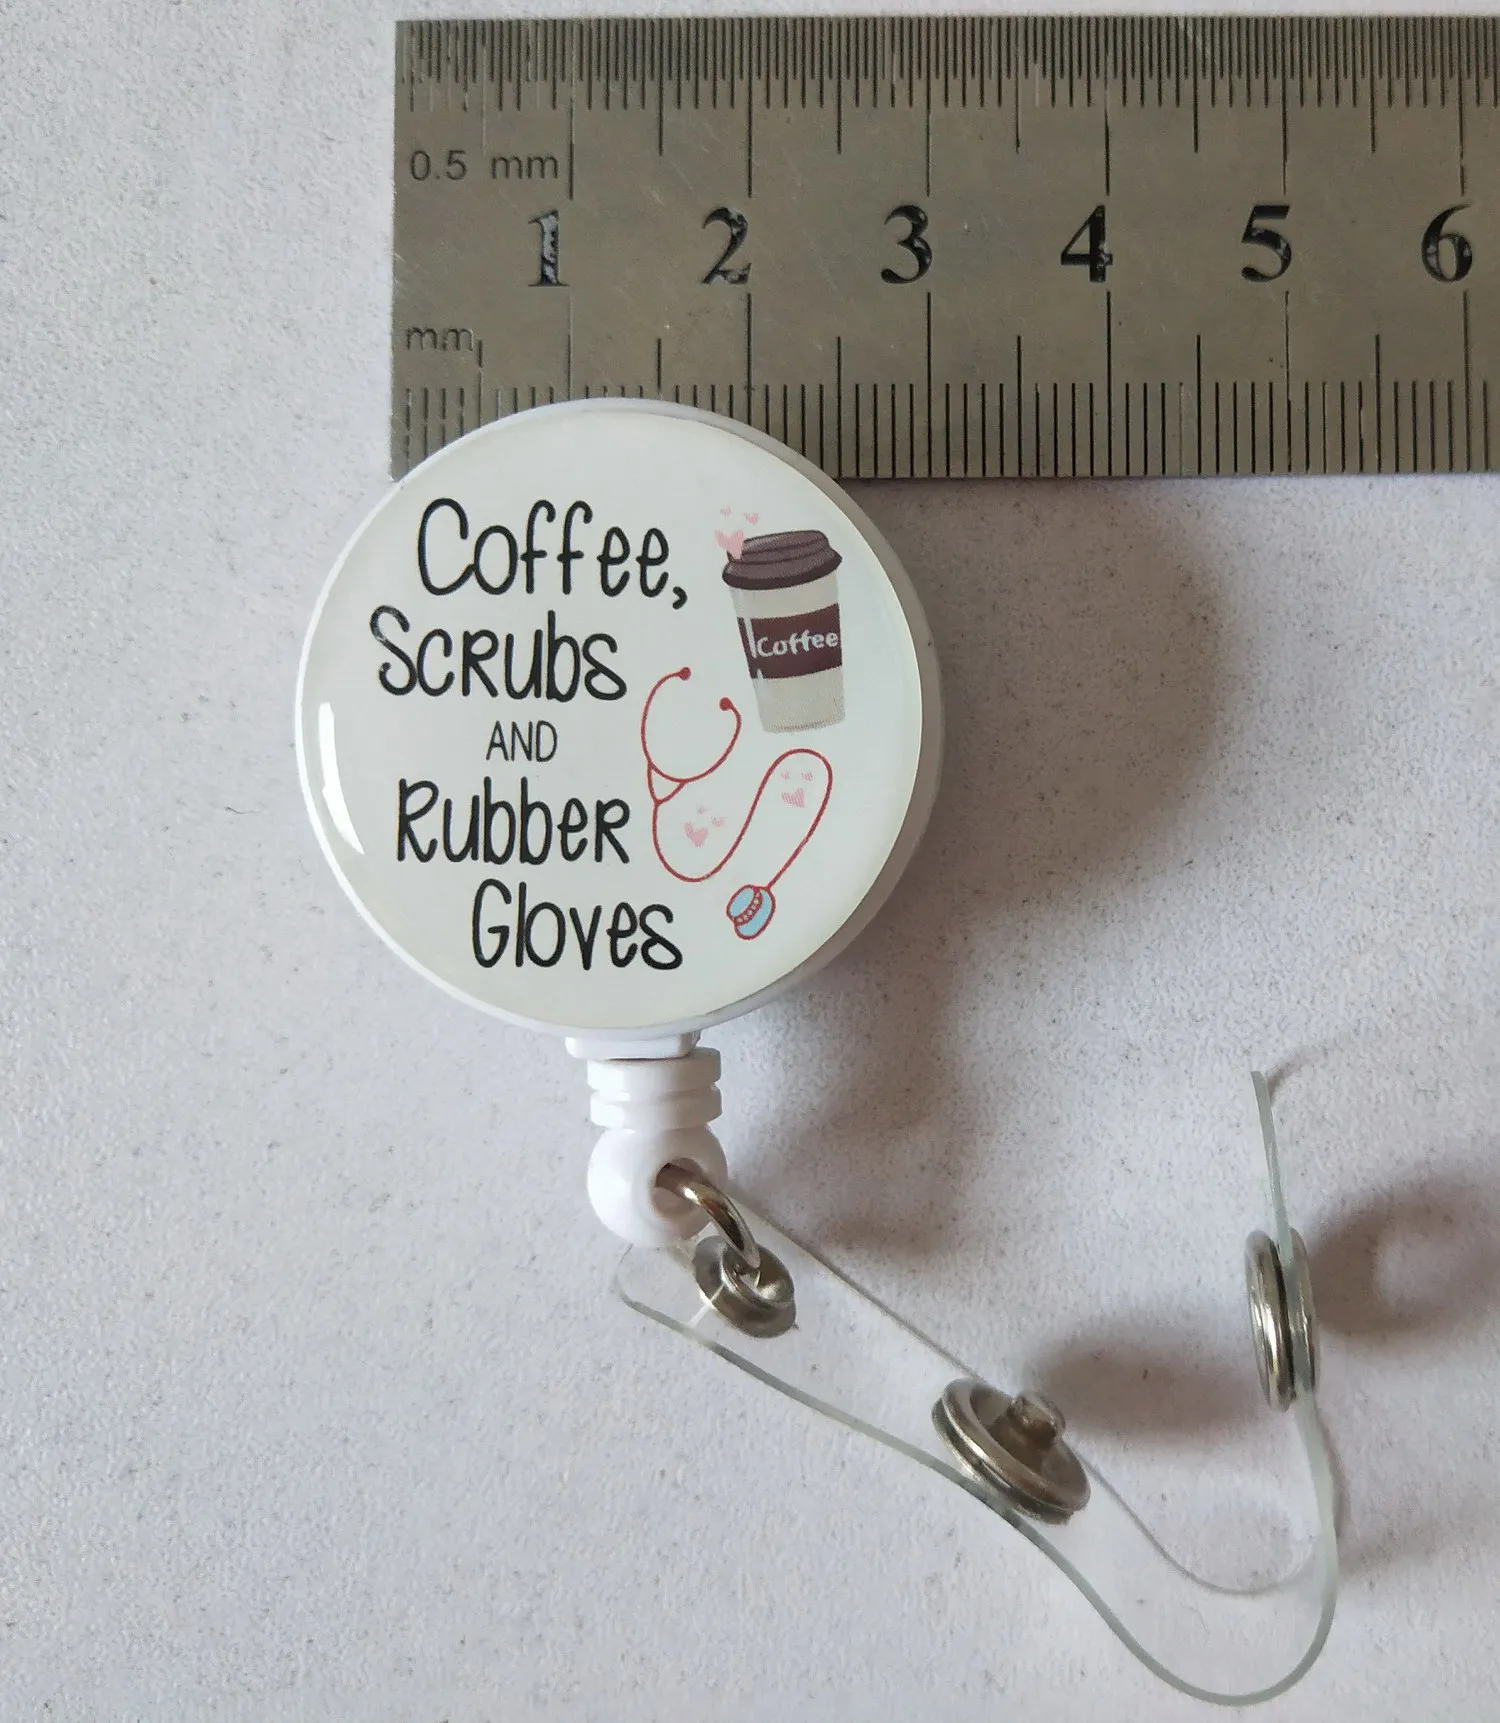 0.5 mm
1 2 3 4 5 6
mm
Coffee,
Scrubs
AND
Rubber
Gloves
Coffee